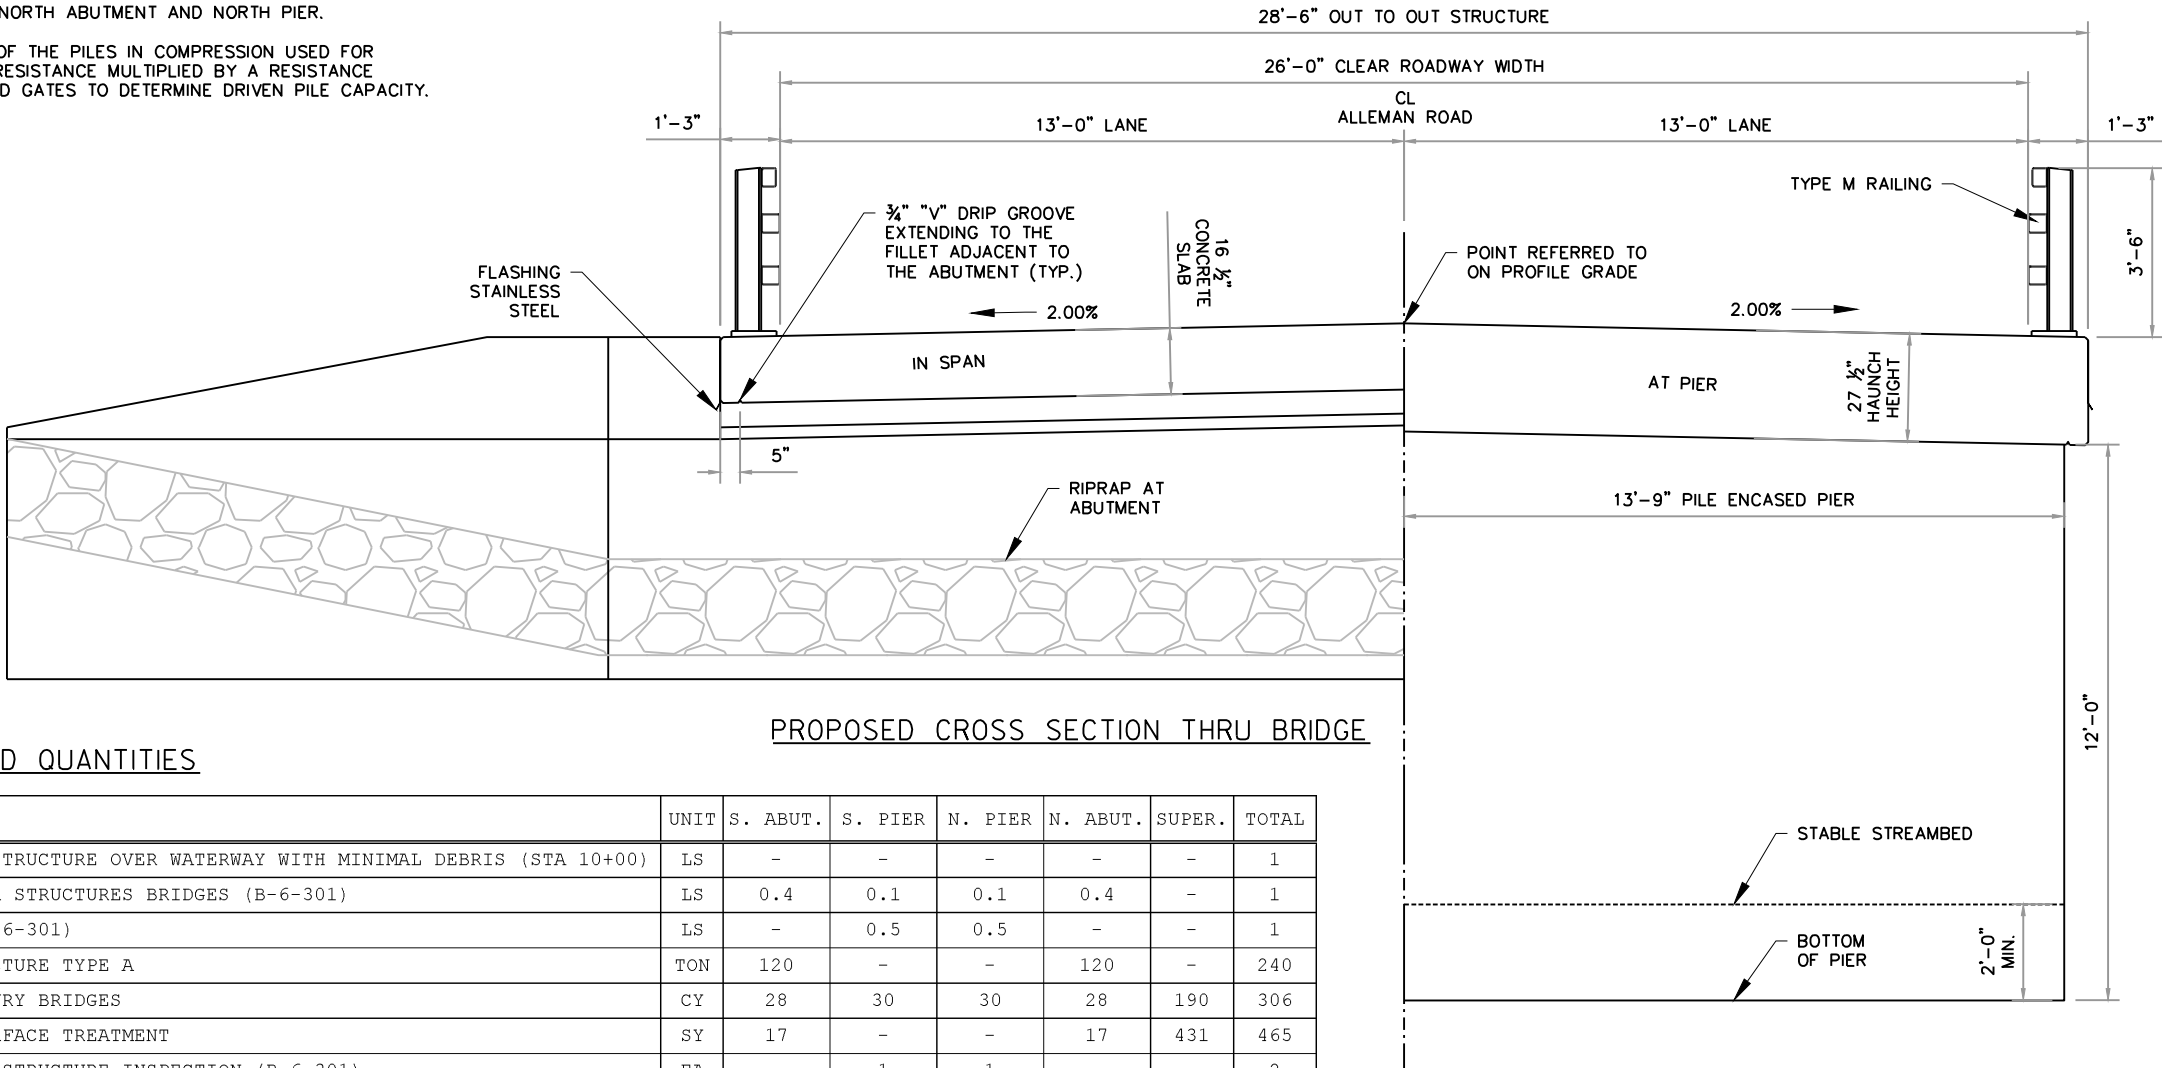 NORTH ABUTMENT AND NORTH PIER.
OF THE PILES IN COMPRESSION USED FOR
RESISTANCE MULTIPLIED BY A RESISTANCE
D GATES TO DETERMINE DRIVEN PILE CAPACITY.
28'-6" OUT TO OUT STRUCTURE
26'-0" CLEAR ROADWAY WIDTH
CL
ALLEMAN ROAD
1'-3"
13'-0" LANE
13'-0" LANE
1'-3"
TYPE M RAILING
3'-6"
¾" "V" DRIP GROOVE
EXTENDING TO THE
FILLET ADJACENT TO
THE ABUTMENT (TYP.)
16 ½"
CONCRETE
SLAB
POINT REFERRED TO
ON PROFILE GRADE
FLASHING
STAINLESS
STEEL
2.00%
2.00%
IN SPAN
AT PIER
27 ½"
HAUNCH
HEIGHT
5"
RIPRAP AT
ABUTMENT
13'-9" PILE ENCASED PIER
12'-0"
STABLE STREAMBED
BOTTOM
OF PIER
2'-0"
MIN.
PROPOSED CROSS SECTION THRU BRIDGE
D QUANTITIES
UNIT S. ABUT. S. PIER N. PIER N. ABUT. SUPER. TOTAL
TRUCTURE OVER WATERWAY WITH MINIMAL DEBRIS (STA 10+00) LS - - - - - 1
STRUCTURES BRIDGES (B-6-301) LS 0.4 0.1 0.1 0.4 - 1
6-301) LS - 0.5 0.5 - - 1
TURE TYPE A TON 120 - - 120 - 240
RY BRIDGES CY 28 30 30 28 190 306
FACE TREATMENT SY 17 - - 17 431 465
STRUCTURE INSPECTION (B-6-301) EA